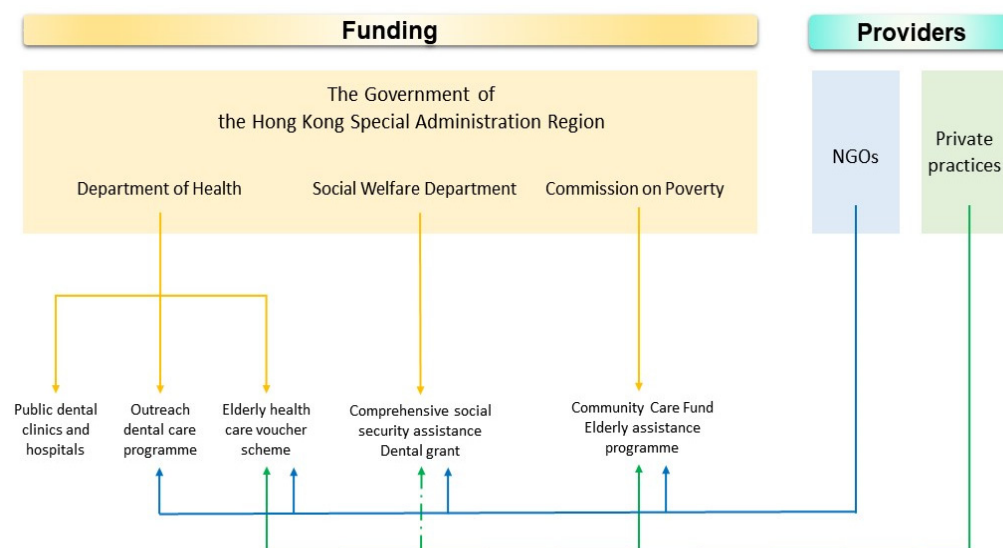 Funding
Providers
The Government of
the Hong Kong Special Administration Region
Department of Health
Social Welfare Department
Commission on Poverty
NGOs
Private
practices
Public dental
clinics and
hospitals
Outreach
dental care
programme
Elderly health
care voucher
scheme
Comprehensive social
security assistance
Dental grant
Community Care Fund
Elderly assistance
programme